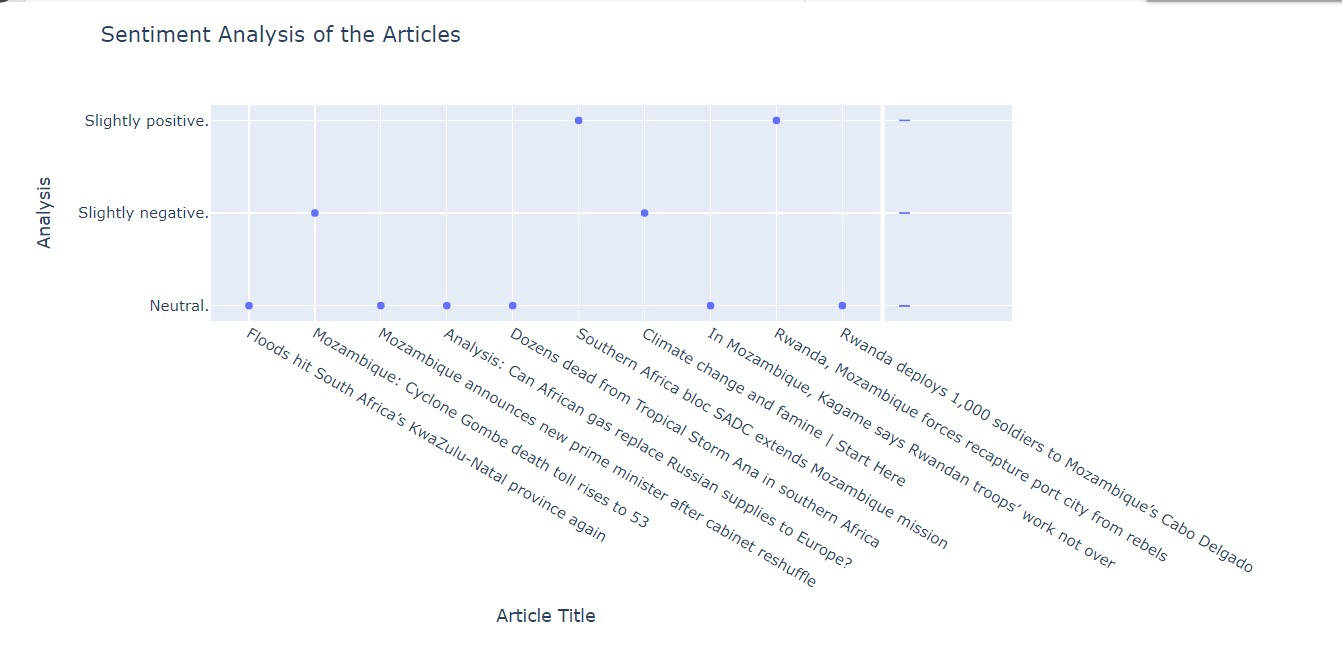 Sentiment Analysis of the Articles
Analysis
Slightly positive.
Slightly negative.
Neutral.
Floods hit South Africa’s KwaZulu-Natal province again
Mozambique: Cyclone Gombe death toll rises to 53
Mozambique announces new prime minister after cabinet reshuffle
Analysis: Can African gas replace Russian supplies to Europe?
Dozens dead from Tropical Storm Ana in southern Africa
Southern Africa bloc SADC extends Mozambique mission
Climate change and famine | Start Here
In Mozambique, Kagame says Rwandan troops’ work not over
Rwanda, Mozambique forces recapture port city from rebels
Rwanda deploys 1,000 soldiers to Mozambique’s Cabo Delgado
Article Title